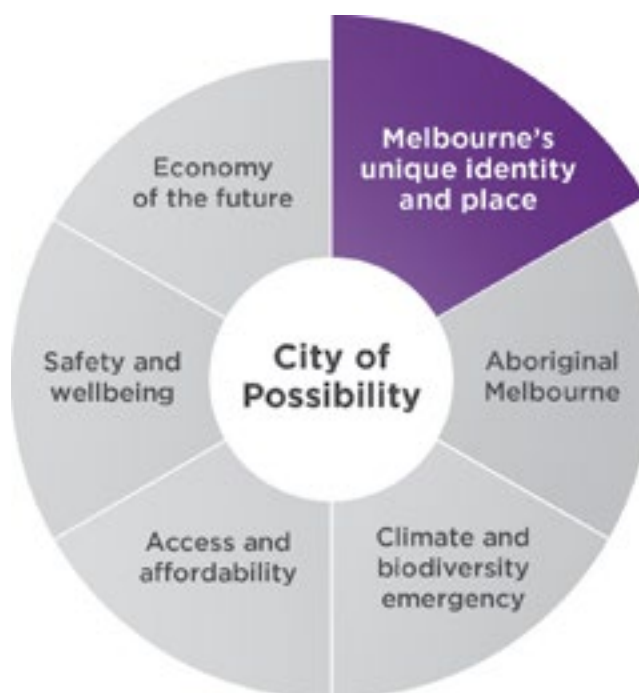 Melbourne's
unique identity
and place
Aboriginal
Melbourne
Climate and
biodiversity
emergency
Access and
affordability
Safety and
wellbeing
Economy
of the future
City of
Possibility